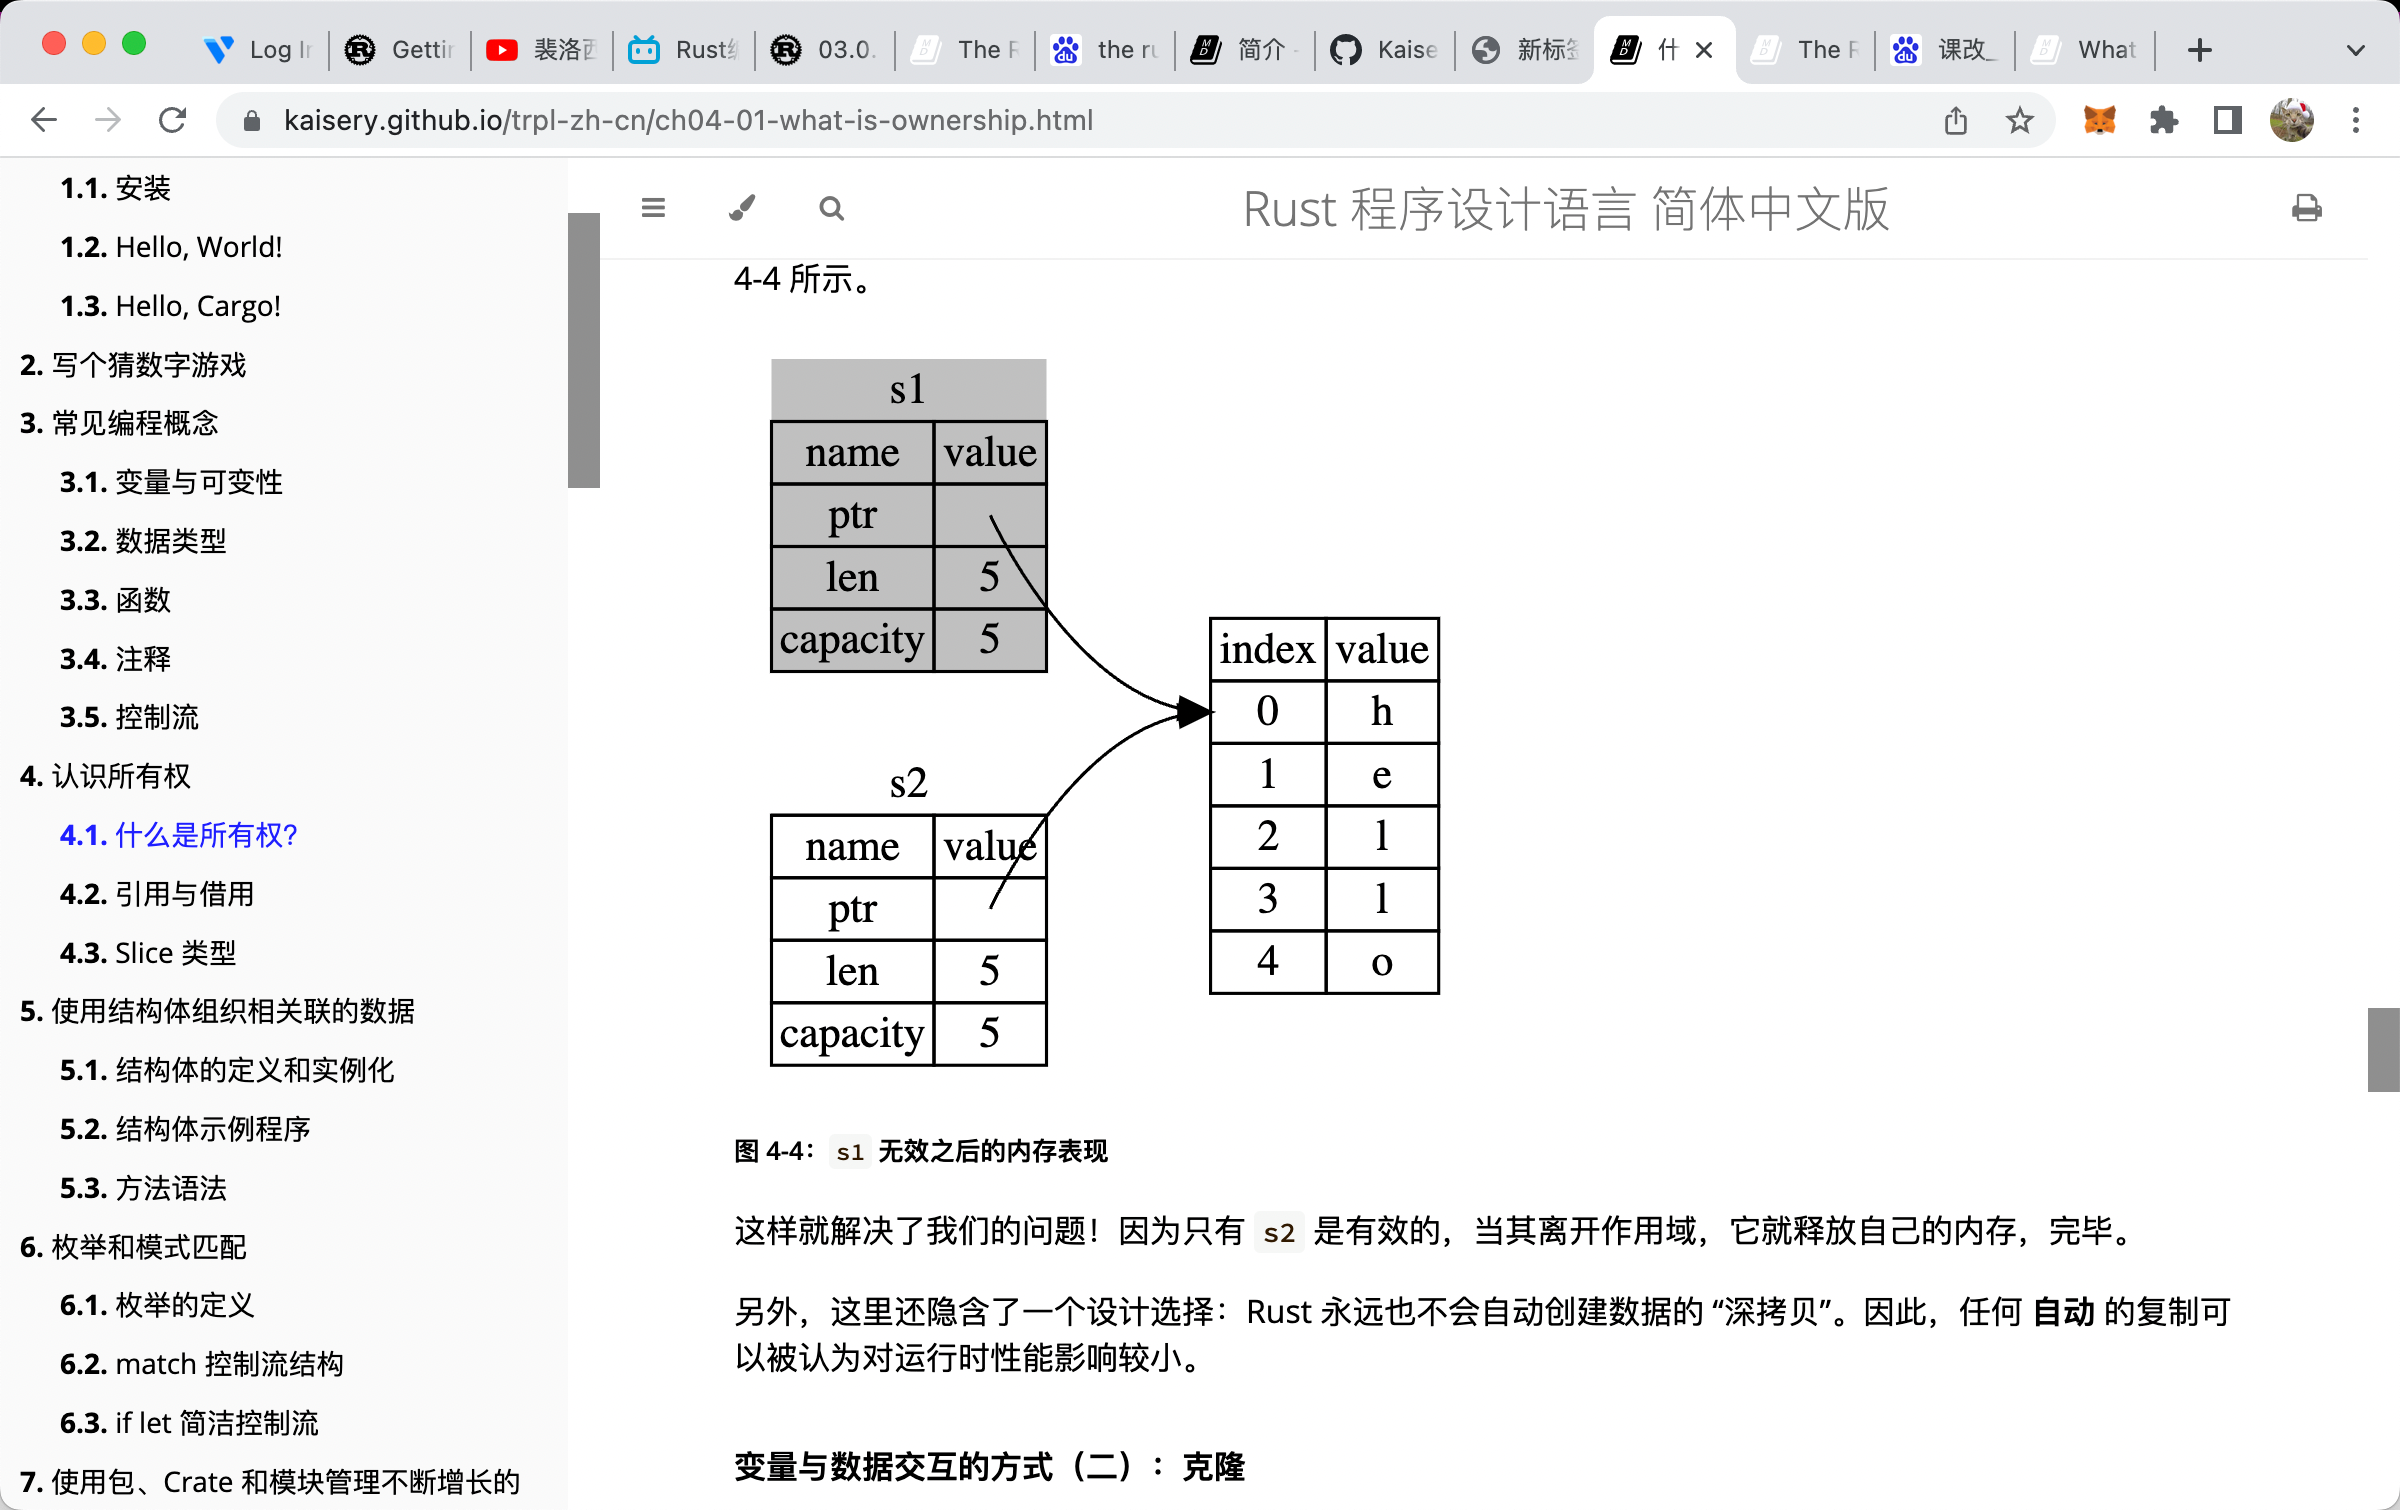 Log In
Gettin
裴洛西
Rust编
03.0.
The R
the ru
简介 -
Kaise
新标签
什
The R
课改_
What
kaisery.github.io/trpl-zh-cn/ch04-01-what-is-ownership.html
1.1. 安装
1.2. Hello, World!
1.3. Hello, Cargo!
2. 写个猜数字游戏
3. 常见编程概念
3.1. 变量与可变性
3.2. 数据类型
3.3. 函数
3.4. 注释
3.5. 控制流
4. 认识所有权
4.1. 什么是所有权?
4.2. 引用与借用
4.3. Slice 类型
5. 使用结构体组织相关联的数据
5.1. 结构体的定义和实例化
5.2. 结构体示例程序
5.3. 方法语法
6. 枚举和模式匹配
6.1. 枚举的定义
6.2. match 控制流结构
6.3. if let 简洁控制流
7. 使用包、Crate 和模块管理不断增长的
Rust 程序设计语言 简体中文版
4-4 所示。
s1
name value
ptr
len 5
capacity 5
s2
name value
ptr
len 5
capacity 5
index value
0 h
1 e
2 l
3 l
4 o
图 4-4：s1 无效之后的内存表现
这样就解决了我们的问题！因为只有 s2 是有效的，当其离开作用域，它就释放自己的内存，完毕。
另外，这里还隐含了一个设计选择：Rust 永远也不会自动创建数据的 “深拷贝”。因此，任何 自动 的复制可
以被认为对运行时性能影响较小。
变量与数据交互的方式（二）：克隆